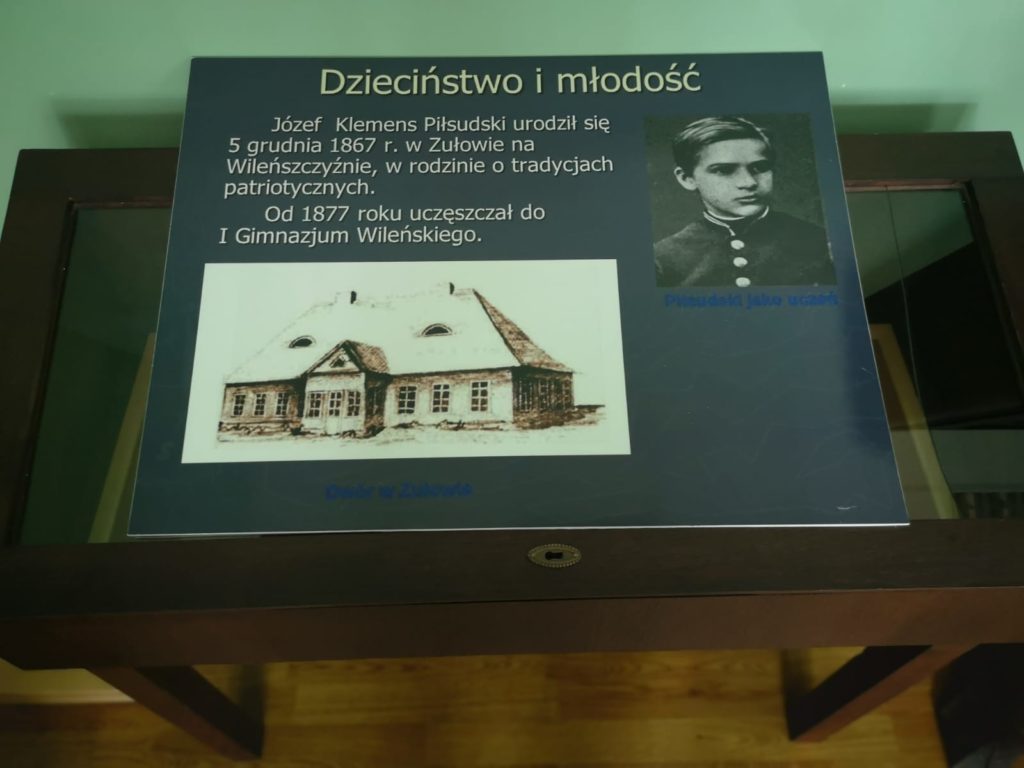 Dzieciństwo i młodość
Józef Klemens Piłsudski urodził się
5 grudnia 1867 r. w Zułowie na
Wileńszczyźnie, w rodzinie o tradycjach
patriotycznych.
Od 1877 roku uczęszczał do
I Gimnazjum Wileńskiego.
Piłsudski jako uczeń
Dwór w Zułowie